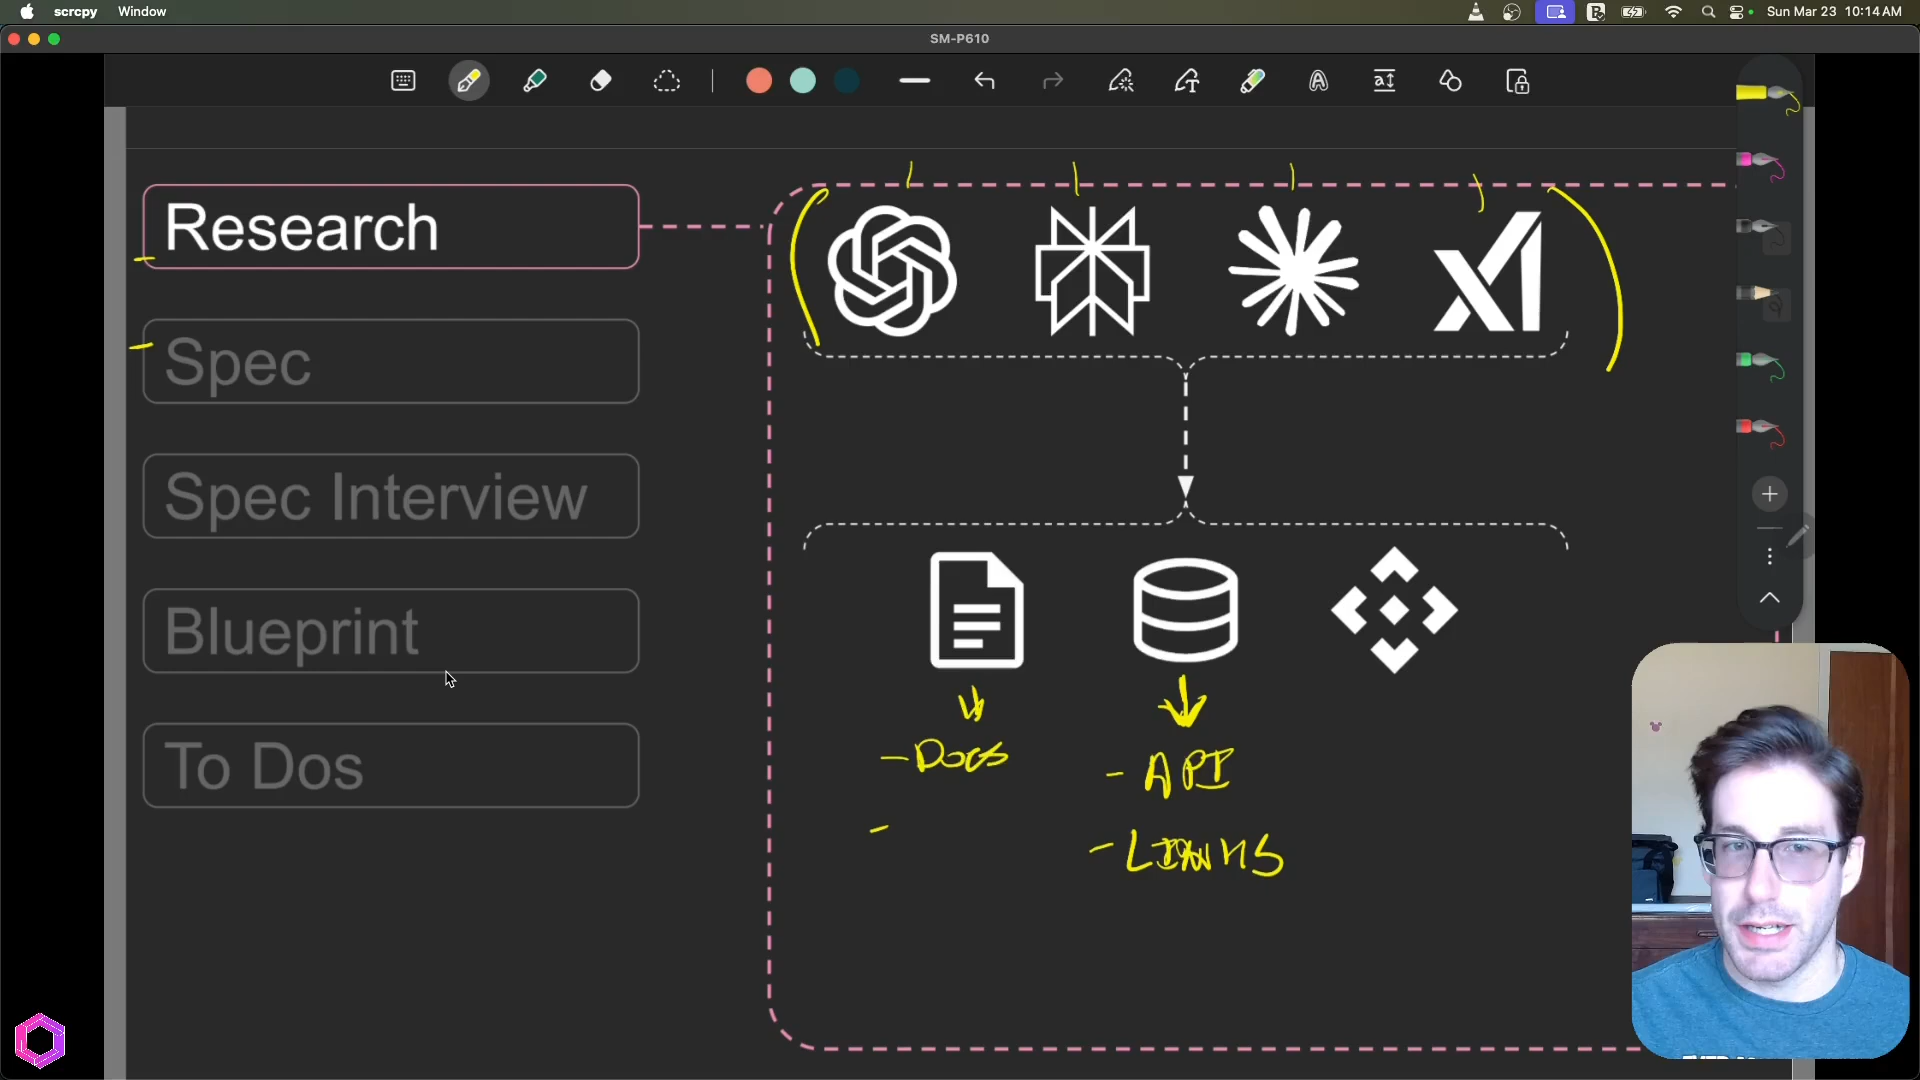 scrcpy Window Sun Mar 23 10:14 AM
SM-P610
Research
Spec
Spec Interview
Blueprint
To Dos
- Docs
-
- API
- LINKS